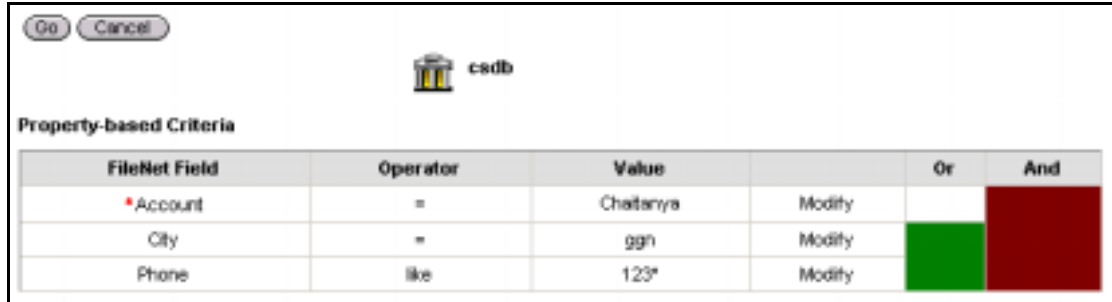 Go Cancel
csdb
Property-based Criteria
FileNet Field Operator Value Or And
*Account = Chaitanya Modify
City = ggn Modify
Phone like 123* Modify